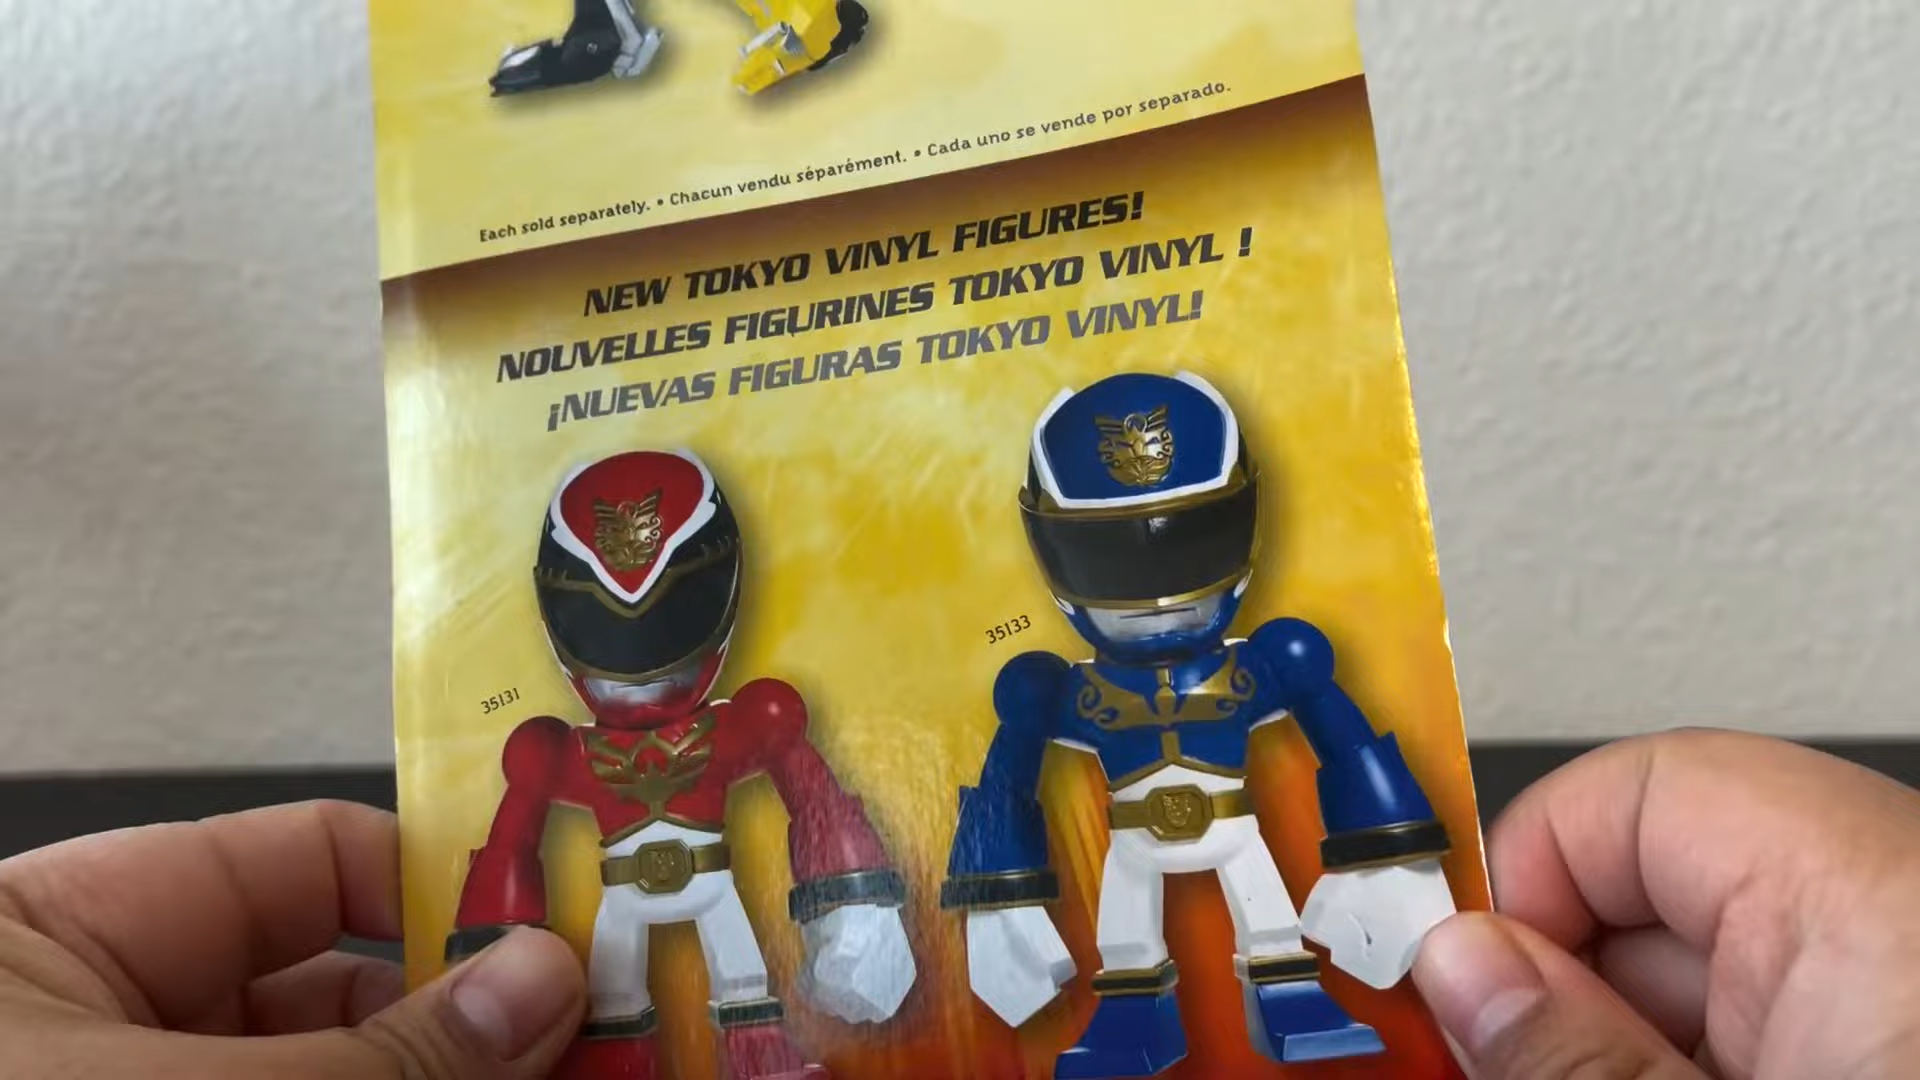 Each sold separately. • Chacun vendu séparément. • Cada uno se vende por separado.
NEW TOKYO VINYL FIGURES!
NOUVELLES FIGURINES TOKYO VINYL !
¡NUEVAS FIGURAS TOKYO VINYL!
35133
35131